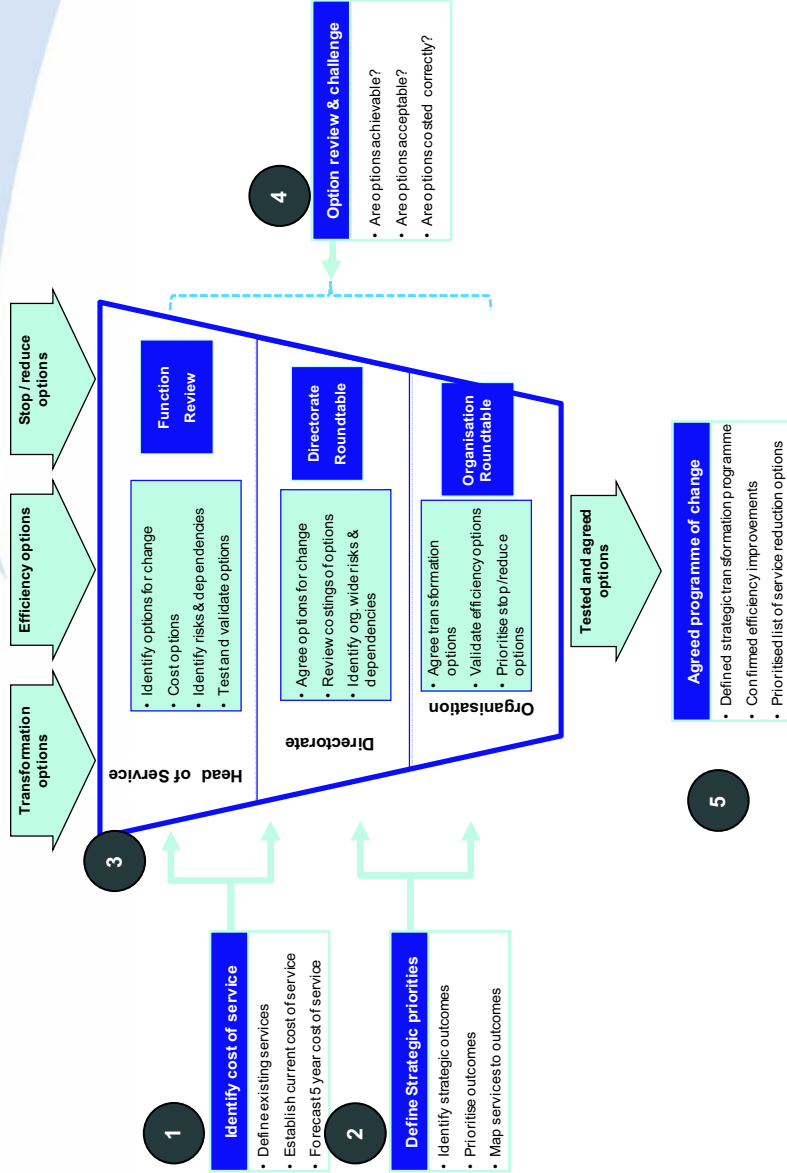 Transformation
options
Efficiency options
Stop / reduce
options
1
Identify cost of service
• Define existing services
• Establish current cost of service
• Forecast 5 year cost of service
2
Define Strategic priorities
• Identify strategic outcomes
• Prioritise outcomes
• Map services to outcomes
3
Head of Service
• Identify options for change
• Cost options
• Identify risks & dependencies
• Test and validate options
Function
Review
Directorate
• Agree options for change
• Review costings of options
• Identify org. wide risks &
dependencies
Directorate
Roundtable
Organisation
• Agree transformation
options
• Validate efficiency options
• Prioritise stop /reduce
options
Organisation
Roundtable
4
Option review & challenge
• Are options achievable?
• Are options acceptable?
• Are options costed correctly?
Tested and agreed
options
5
Agreed programme of change
• Defined strategic transformation programme
• Confirmed efficiency improvements
• Prioritised list of service reduction options